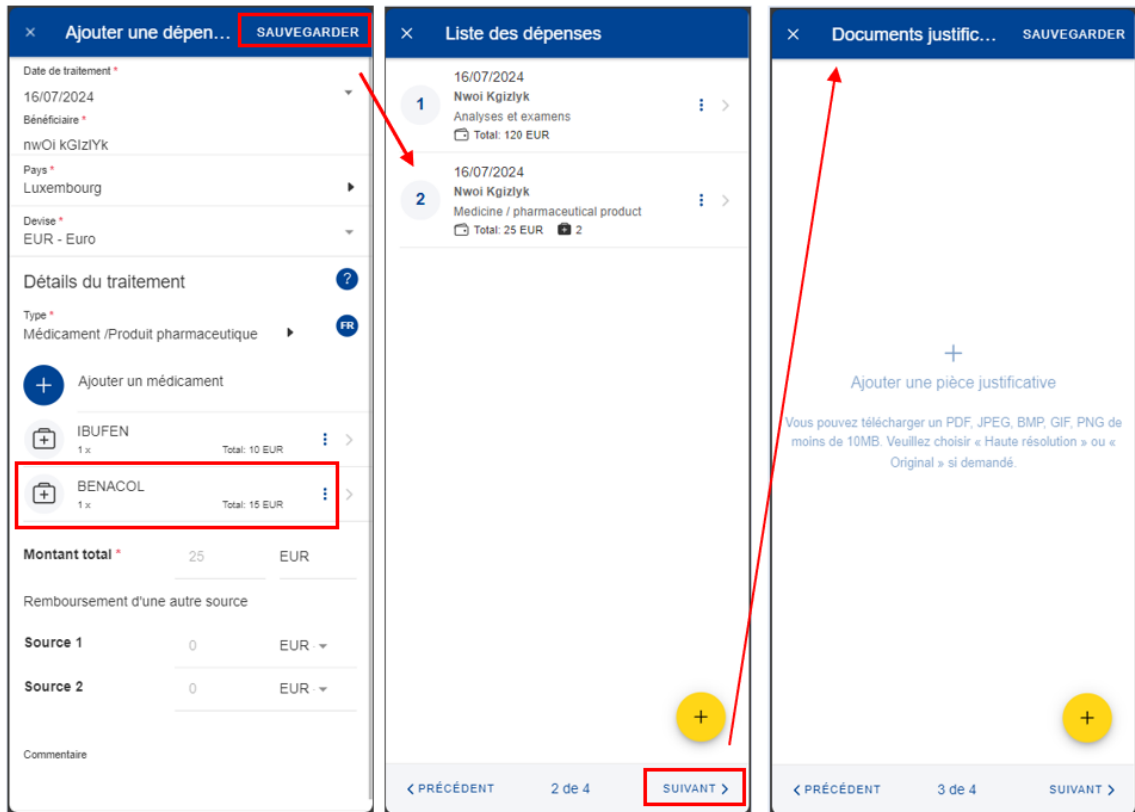 × Ajouter une dépen... SAUVEGARDER
Date de traitement *
16/07/2024
Bénéficiaire *
nwOi kGIzlYk
Pays *
Luxembourg
Devise *
EUR - Euro
Détails du traitement ?
Type *
Médicament /Produit pharmaceutique FR
+ Ajouter un médicament
IBUFEN
1 x Total: 10 EUR
BENACOL
1 x Total: 15 EUR
Montant total * 25 EUR
Remboursement d'une autre source
Source 1 0 EUR
Source 2 0 EUR
Commentaire
× Liste des dépenses
16/07/2024
1 Nwoi Kgizlyk
Analyses et examens
Total: 120 EUR
16/07/2024
2 Nwoi Kgizlyk
Medicine / pharmaceutical product
Total: 25 EUR 2
+
< PRÉCÉDENT 2 de 4 SUIVANT >
× Documents justific... SAUVEGARDER
+
Ajouter une pièce justificative
Vous pouvez télécharger un PDF, JPEG, BMP, GIF, PNG de
moins de 10MB. Veuillez choisir « Haute résolution » ou «
Original » si demandé.
+
< PRÉCÉDENT 3 de 4 SUIVANT >